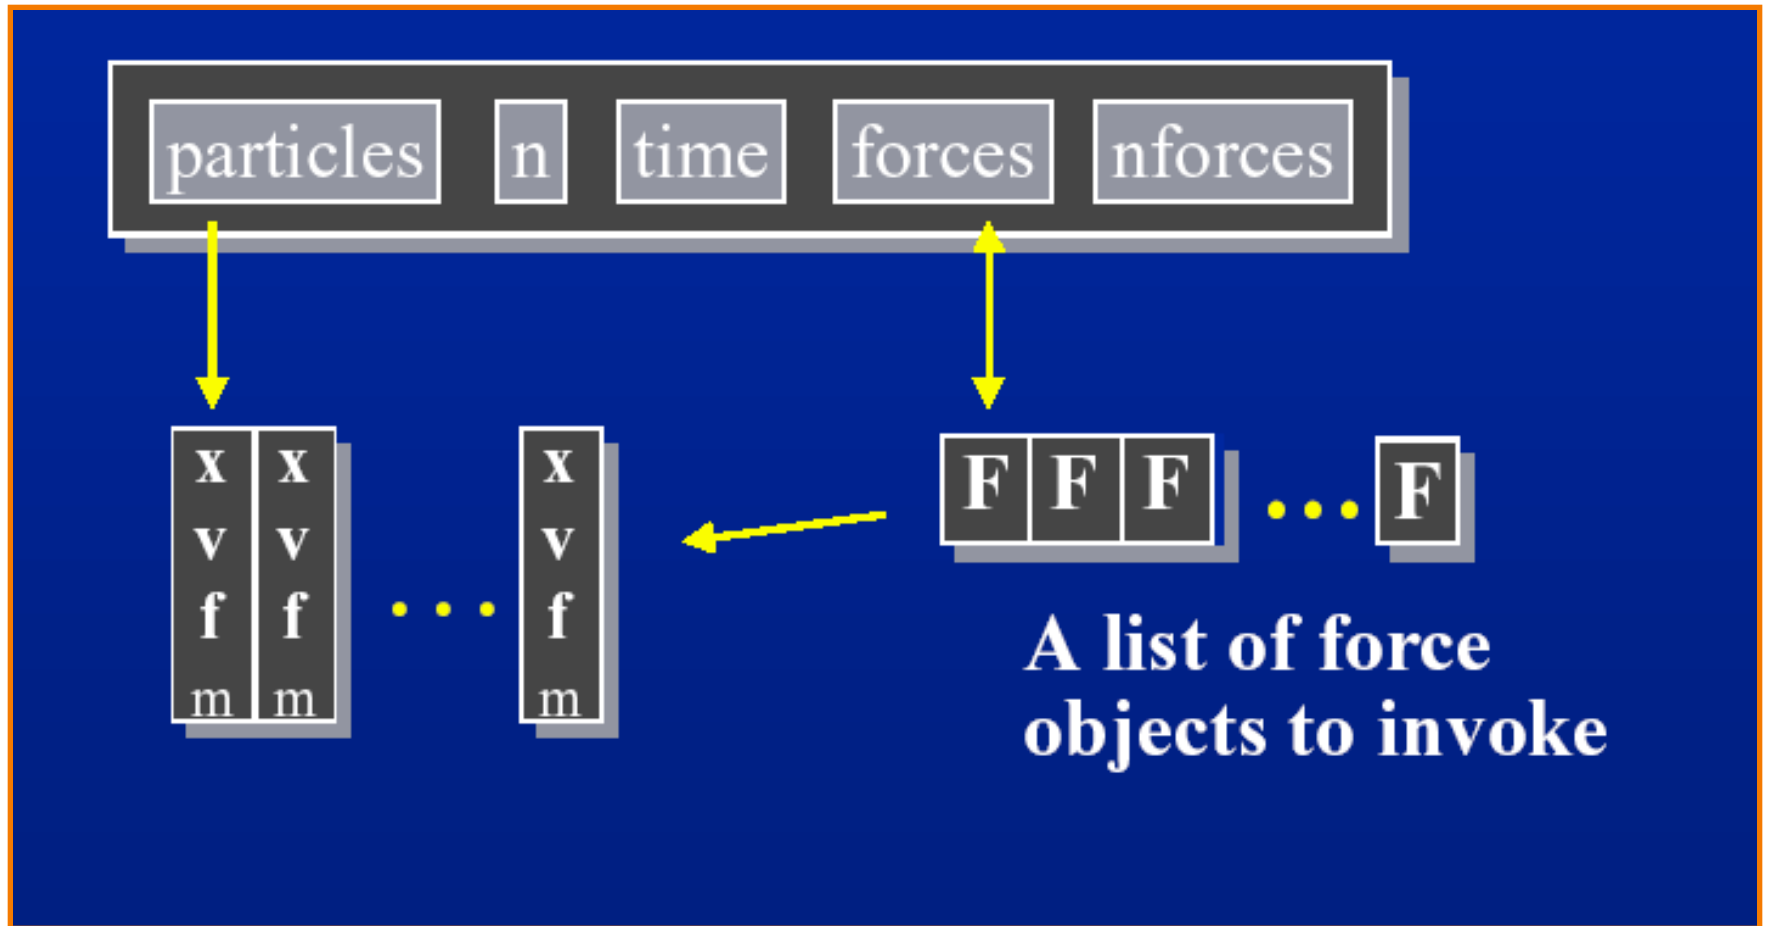 particles n time forces nforces
x x x
v v v
f f f
m m m
F F F F
A list of force
objects to invoke